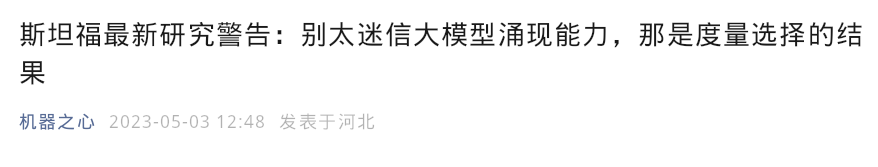 斯坦福最新研究警告：别太迷信大模型涌现能力，那是度量选择的结
果
机器之心 2023-05-03 12:48 发表于河北